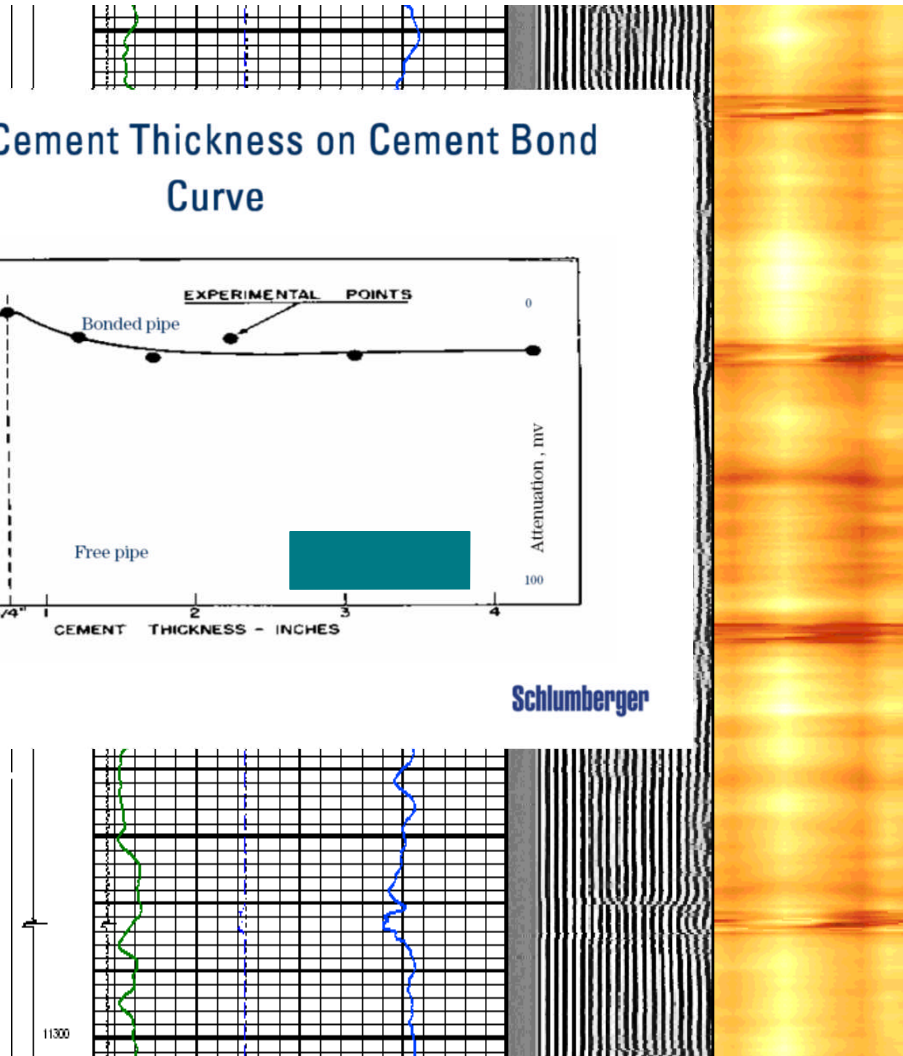 Cement Thickness on Cement Bond
Curve
EXPERIMENTAL POINTS
0
Bonded pipe
Attenuation, mv
Free pipe
100
/4" 1 2 3 4
CEMENT THICKNESS - INCHES
Schlumberger
11300